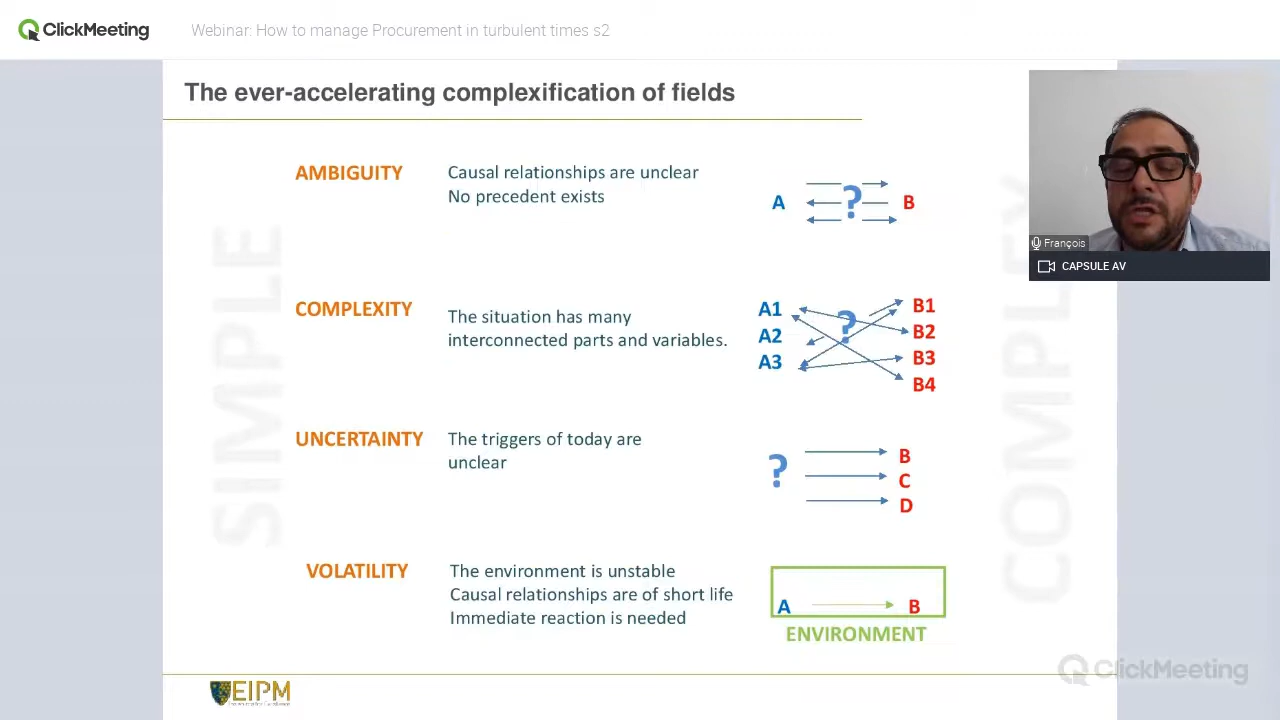 ClickMeeting
Webinar: How to manage Procurement in turbulent times s2
The ever-accelerating complexification of fields
François
CAPSULE AV
SIMPLE
COMPLEX
AMBIGUITY
Causal relationships are unclear
No precedent exists
A ? B
COMPLEXITY
The situation has many
interconnected parts and variables.
A1
A2
A3
?
B1
B2
B3
B4
UNCERTAINTY
The triggers of today are
unclear
?
B
C
D
VOLATILITY
The environment is unstable
Causal relationships are of short life
Immediate reaction is needed
A B
ENVIRONMENT
EIPM
ClickMeeting